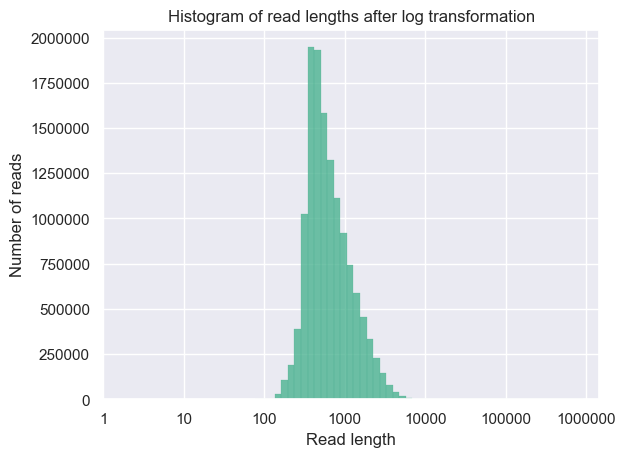 Histogram of read lengths after log transformation
2000000
1750000
1500000
1250000
1000000
750000
500000
250000
0
Number of reads
1 10 100 1000 10000 100000 1000000
Read length